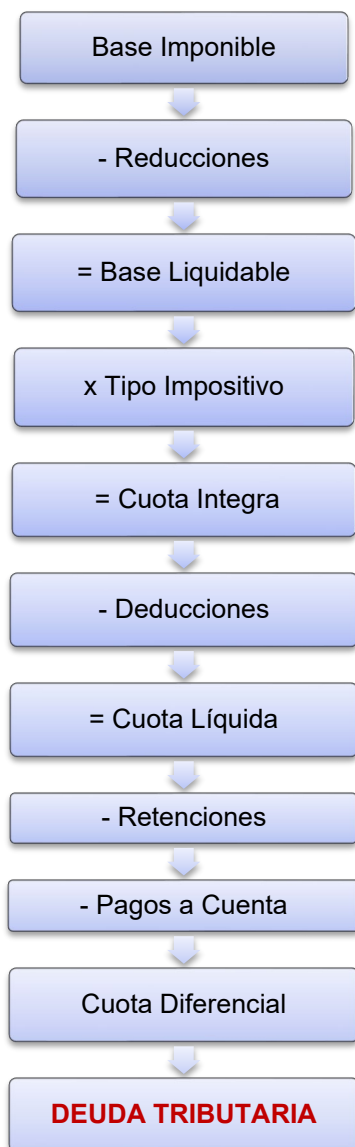 Base Imponible
- Reducciones
= Base Liquidable
x Tipo Impositivo
= Cuota Integra
- Deducciones
= Cuota Líquida
- Retenciones
- Pagos a Cuenta
Cuota Diferencial
DEUDA TRIBUTARIA